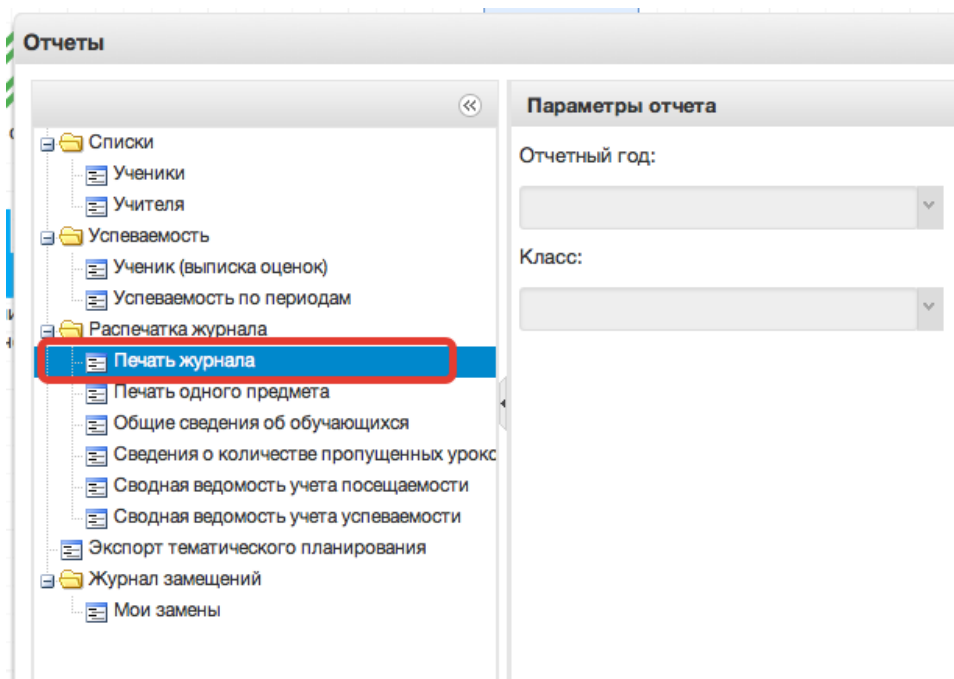 Отчеты
Параметры отчета
Списки
Ученики
Учителя
Успеваемость
Ученик (выписка оценок)
Успеваемость по периодам
Распечатка журнала
Печать журнала
Печать одного предмета
Общие сведения об обучающихся
Сведения о количестве пропущенных уроко
Сводная ведомость учета посещаемости
Сводная ведомость учета успеваемости
Экспорт тематического планирования
Журнал замещений
Мои замены
Отчетный год:
Класс: